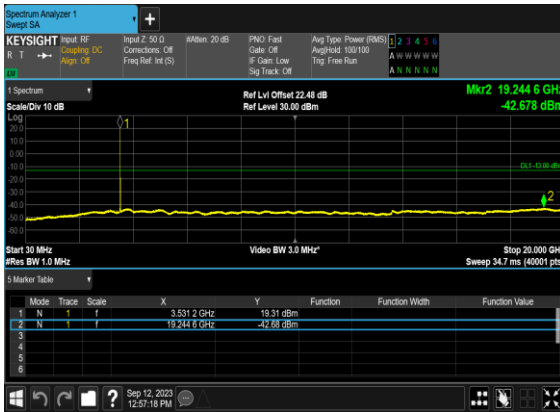 Spectrum Analyzer 1
Swept SA
+
KEYSIGHT Input: RF Input Z: 50 Ω #Atten: 20 dB PNO: Fast Avg Type: Power (RMS) 1 2 3 4 5 6
R T Coupling: DC Corrections: Off Gate: Off Avg|Hold: 100/100 A W W W W W
Align: Off Freq Ref: Int (S) IF Gain: Low Trig: Free Run
Sig Track: Off A N N N N N
1 Spectrum Ref Lvl Offset 22.48 dB Mkr2 19.244 6 GHz
Scale/Div 10 dB Ref Level 30.00 dBm -42.678 dBm
Log
1
20.0
10.0
0.00
-10.0
DL1 -13.00 dBm
-20.0
-30.0
-40.0
2
-50.0
-60.0
Start 30 MHz Video BW 3.0 MHz* Stop 20.000 GHz
#Res BW 1.0 MHz Sweep 34.7 ms (40001 pts)
5 Marker Table
Mode Trace Scale X Y Function Function Width Function Value
1 N 1 f 3.531 2 GHz 19.31 dBm
2 N 1 f 19.244 6 GHz -42.68 dBm
3
4
5
6
? Sep 12, 2023
12:57:18 PM